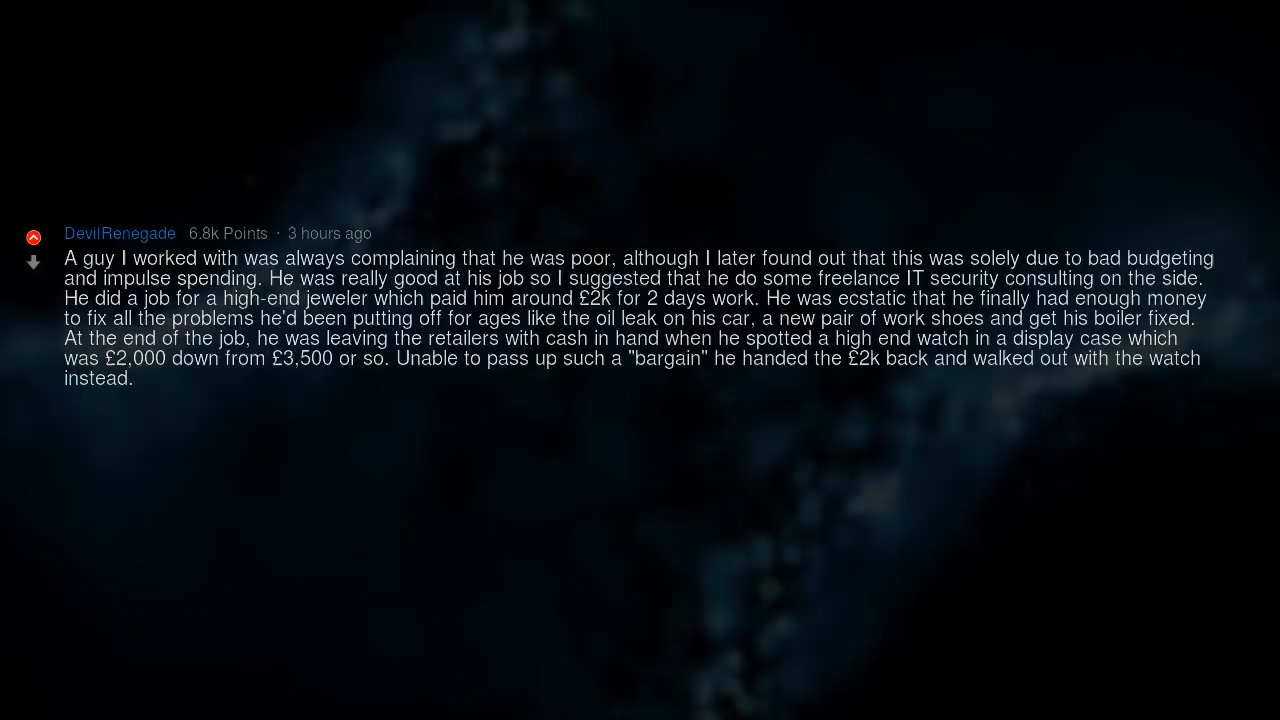 DevilRenegade 6.8k Points · 3 hours ago
A guy I worked with was always complaining that he was poor, although I later found out that this was solely due to bad budgeting
and impulse spending. He was really good at his job so I suggested that he do some freelance IT security consulting on the side.
He did a job for a high-end jeweler which paid him around £2k for 2 days work. He was ecstatic that he finally had enough money
to fix all the problems he'd been putting off for ages like the oil leak on his car, a new pair of work shoes and get his boiler fixed.
At the end of the job, he was leaving the retailers with cash in hand when he spotted a high end watch in a display case which
was £2,000 down from £3,500 or so. Unable to pass up such a "bargain" he handed the £2k back and walked out with the watch
instead.